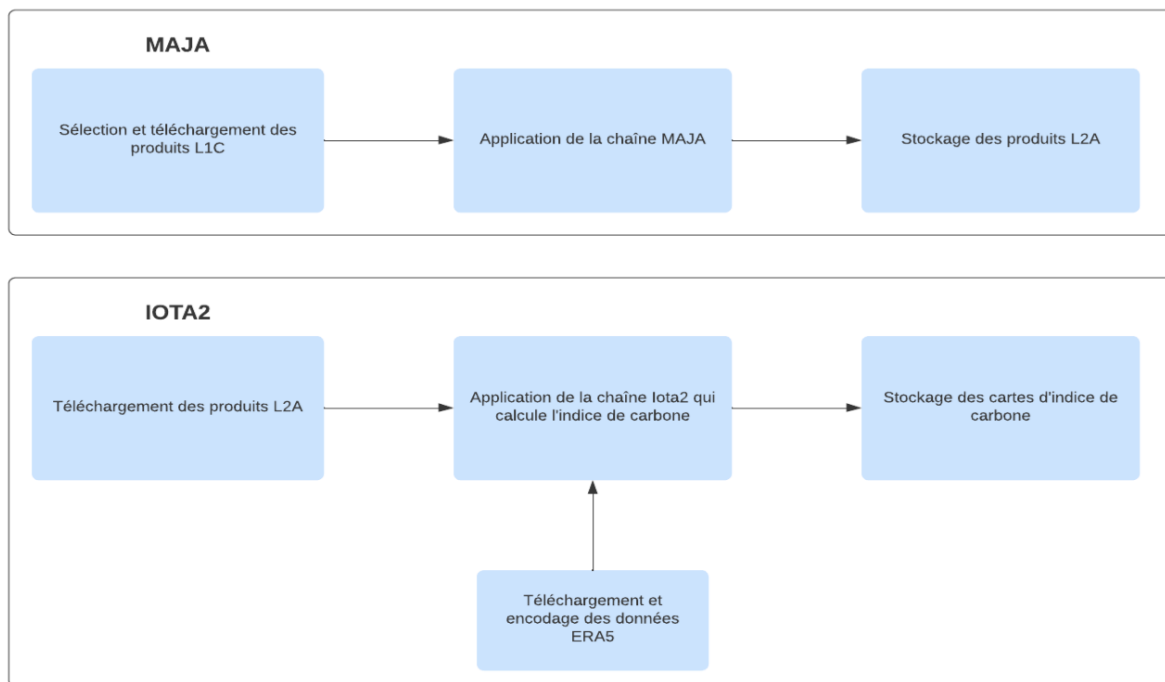 MAJA
Sélection et téléchargement des
produits L1C
Application de la chaîne MAJA
Stockage des produits L2A
IOTA2
Téléchargement des produits L2A
Application de la chaîne Iota2 qui
calcule l'indice de carbone
Stockage des cartes d'indice de
carbone
Téléchargement et
encodage des données
ERA5